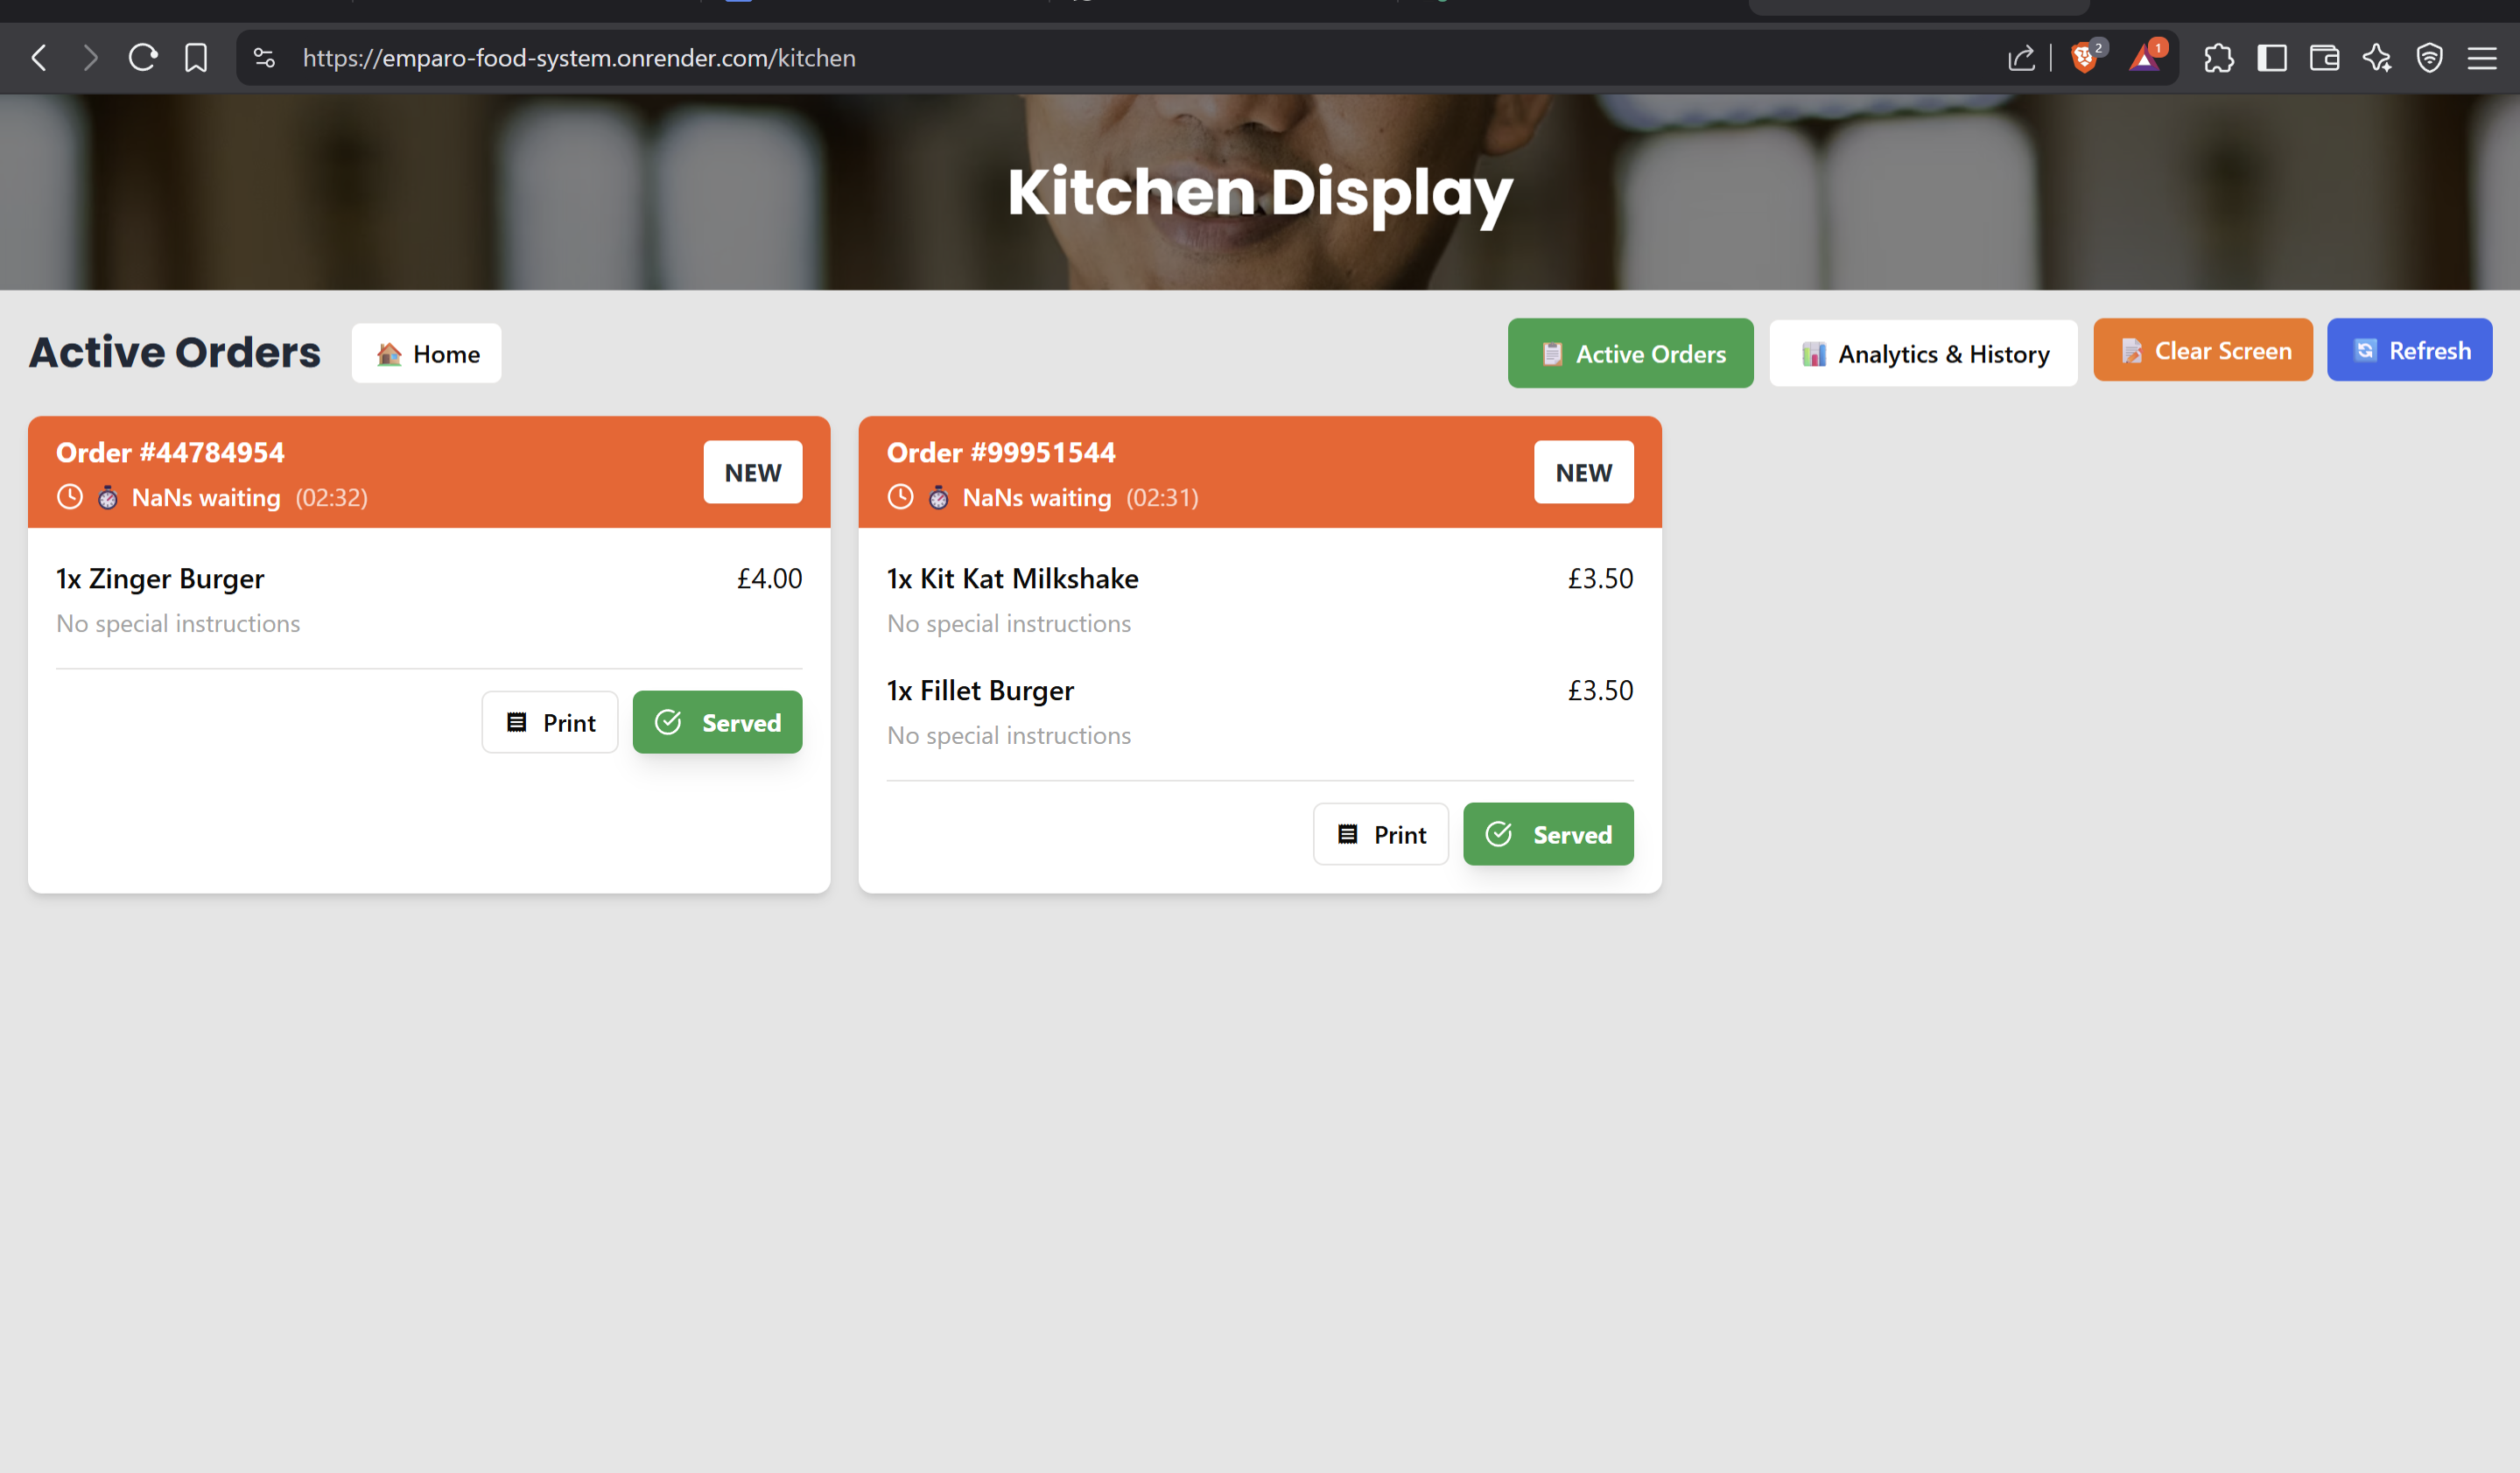 https://emparo-food-system.onrender.com/kitchen
2
1
Kitchen Display
Active Orders
Home
Active Orders
Analytics & History
Clear Screen
Refresh
Order #44784954
NaNs waiting (02:32)
NEW
1x Zinger Burger £4.00
No special instructions
Print
Served
Order #99951544
NaNs waiting (02:31)
NEW
1x Kit Kat Milkshake £3.50
No special instructions
1x Fillet Burger £3.50
No special instructions
Print
Served